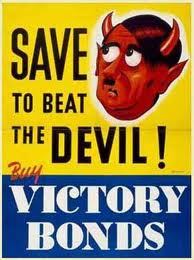 SAVE
TO BEAT
THE DEVIL!
Buy
VICTORY
BONDS